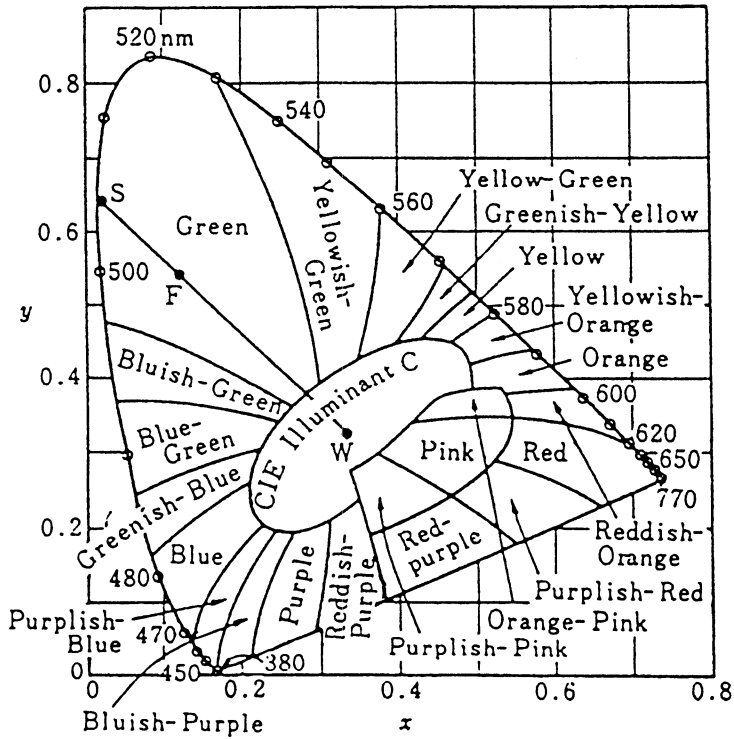 520 nm
0.8
540
Yellow-Green
S
560
Greenish-Yellow
Green
Yellowish-
Green
0.6
Yellow
500
F
580
Yellowish-
Orange
y
Orange
Bluish-Green
CIE Illuminant C
0.4
600
Blue-
Green
W
Pink
Red
620
650
770
Greenish-Blue
0.2
Blue
Red-
purple
Reddish-
Orange
480
Purple
Reddish-
Purple
Purplish-Red
Purplish-
Blue
470
Orange-Pink
Purplish-Pink
450
380
0
0
0.2
0.4
0.6
0.8
Bluish-Purple
x